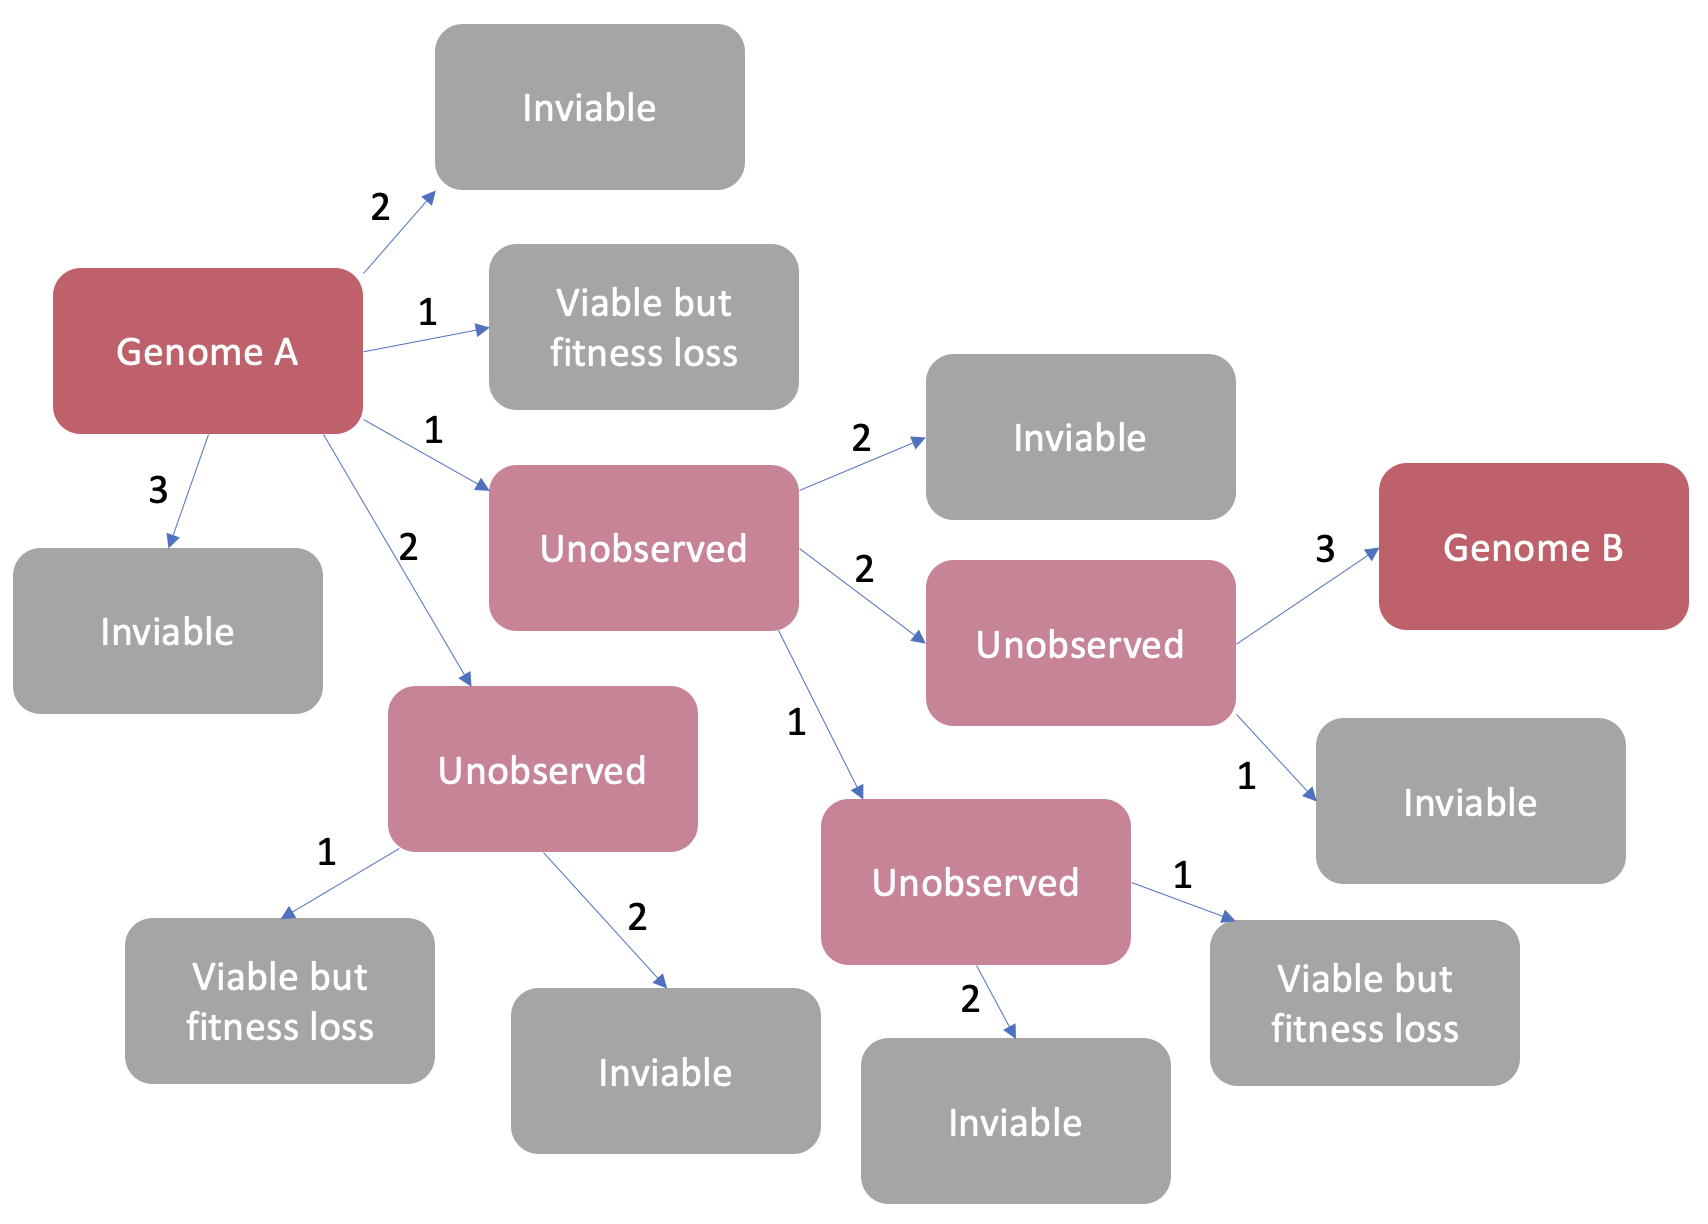 Inviable
2
Genome A
1
Viable but
fitness loss
1
2
Inviable
3
2
Unobserved
2
3
Genome B
Inviable
Unobserved
1
1
Inviable
Unobserved
1
2
Unobserved
1
Viable but
fitness loss
Inviable
2
Viable but
fitness loss
Inviable